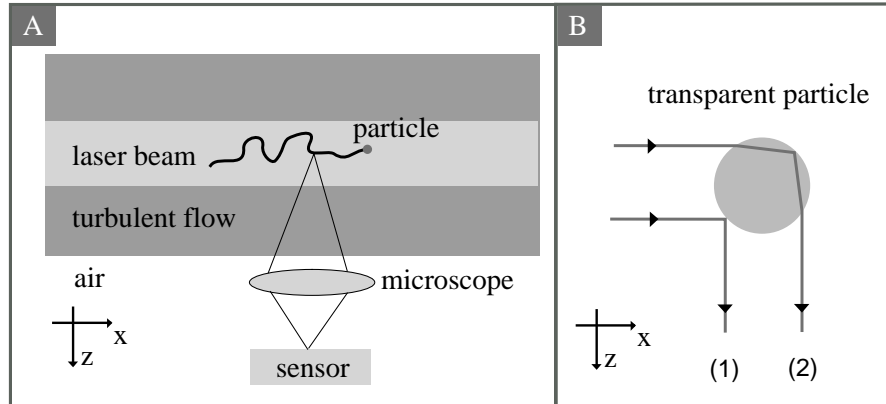 A
particle
laser beam
turbulent flow
air
microscope
x
z
sensor
B
transparent particle
x
z
(1)
(2)